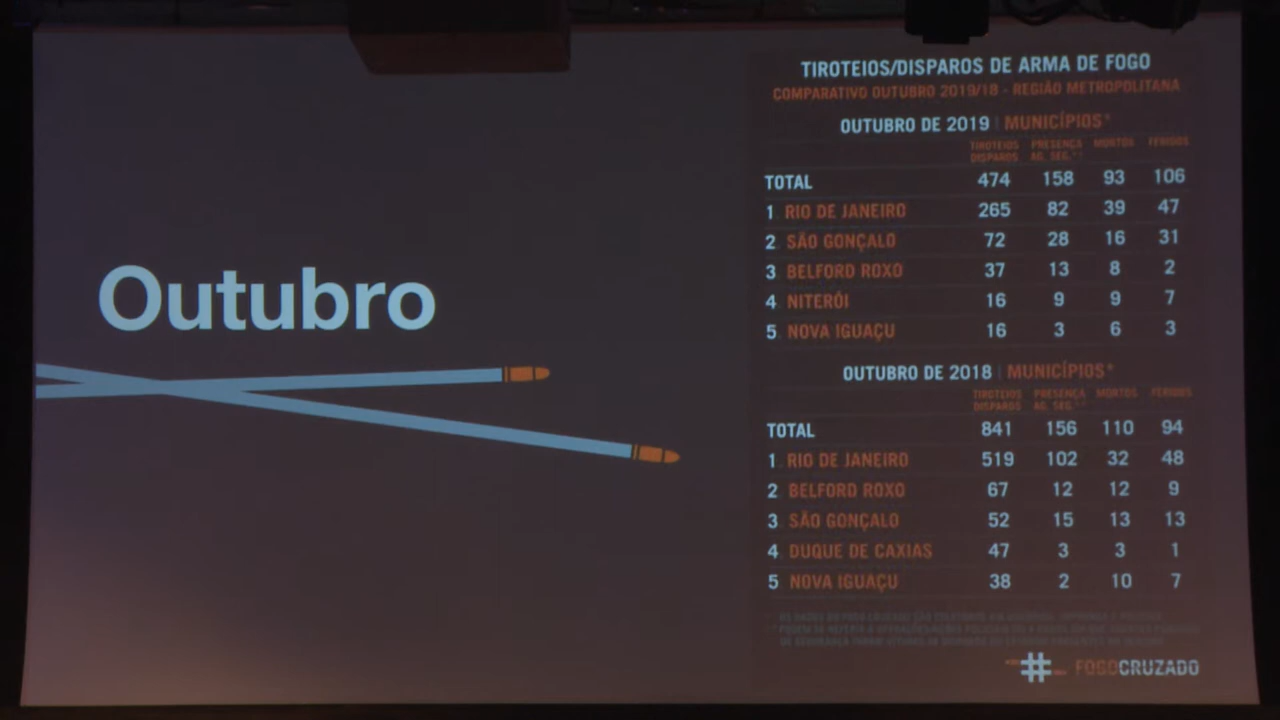 Outubro
TIROTEIOS/DISPAROS DE ARMA DE FOGO
COMPARATIVO OUTUBRO 2019/18 - REGIÃO METROPOLITANA
OUTUBRO DE 2019 | MUNICÍPIOS*
TIROTEIOS DISPAROS PRESENÇA AG. SEG.** MORTOS FERIDOS
TOTAL 474 158 93 106
1 RIO DE JANEIRO 265 82 39 47
2 SÃO GONÇALO 72 28 16 31
3 BELFORD ROXO 37 13 8 2
4 NITERÓI 16 9 9 7
5 NOVA IGUAÇU 16 3 6 3
OUTUBRO DE 2018 | MUNICÍPIOS*
TIROTEIOS DISPAROS PRESENÇA AG. SEG.** MORTOS FERIDOS
TOTAL 841 156 110 94
1 RIO DE JANEIRO 519 102 32 48
2 BELFORD ROXO 67 12 12 9
3 SÃO GONÇALO 52 15 13 13
4 DUQUE DE CAXIAS 47 3 3 1
5 NOVA IGUAÇU 38 2 10 7
# FOGOCRUZADO